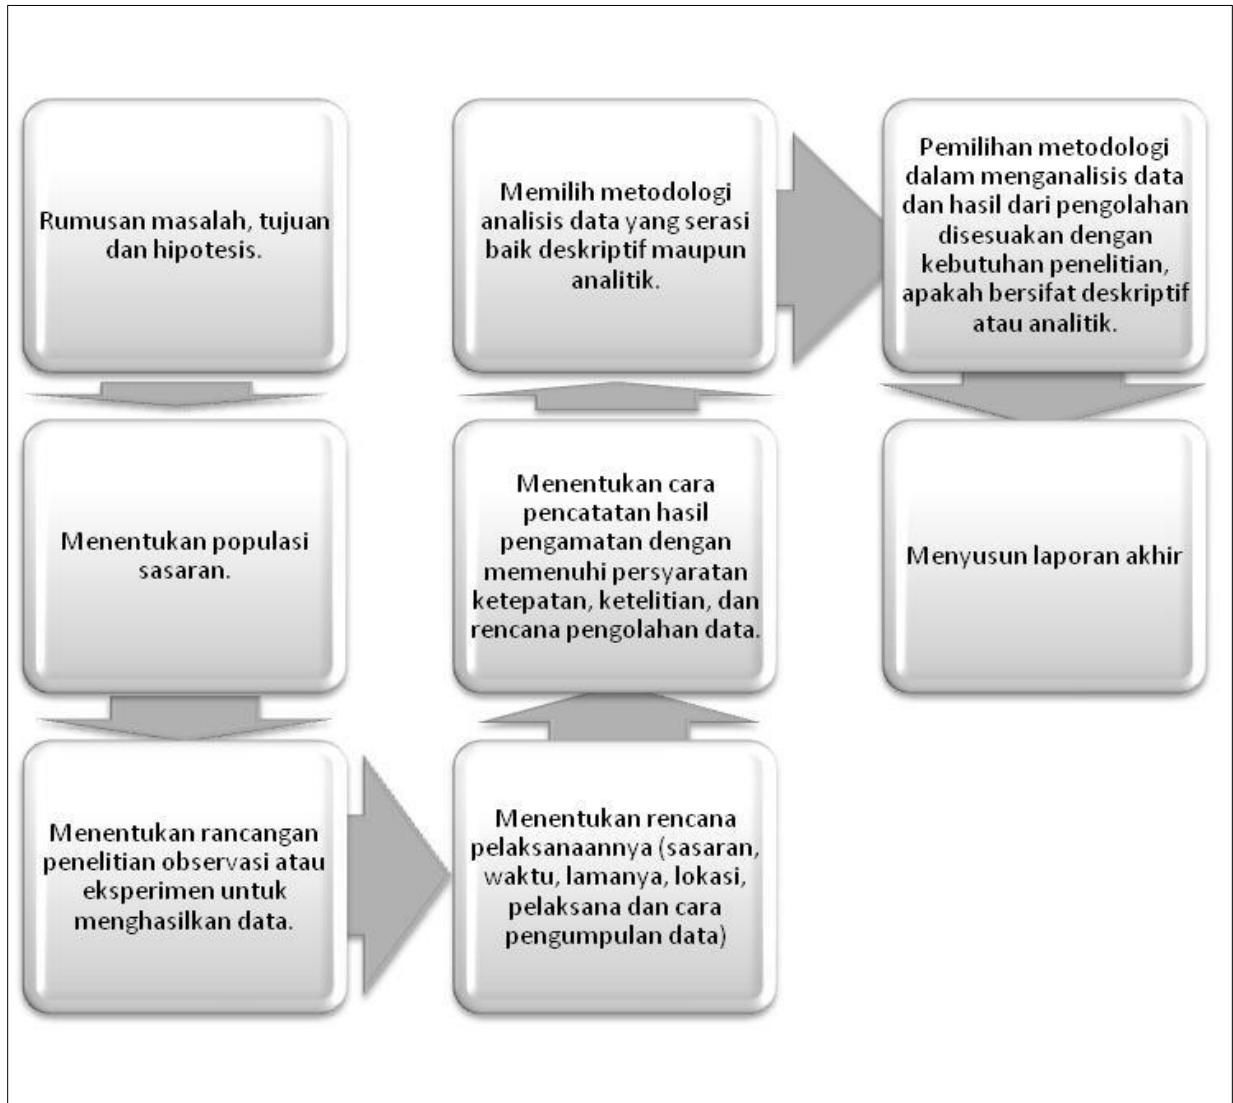 Rumusan masalah, tujuan
dan hipotesis.
Menentukan populasi
sasaran.
Menentukan rancangan
penelitian observasi atau
eksperimen untuk
menghasilkan data.
Menentukan rencana
pelaksanaannya (sasaran,
waktu, lamanya, lokasi,
pelaksana dan cara
pengumpulan data)
Menentukan cara
pencatatan hasil
pengamatan dengan
memenuhi persyaratan
ketepatan, ketelitian, dan
rencana pengolahan data.
Memilih metodologi
analisis data yang serasi
baik deskriptif maupun
analitik.
Pemilihan metodologi
dalam menganalisis data
dan hasil dari pengolahan
disesuakan dengan
kebutuhan penelitian,
apakah bersifat deskriptif
atau analitik.
Menyusun laporan akhir